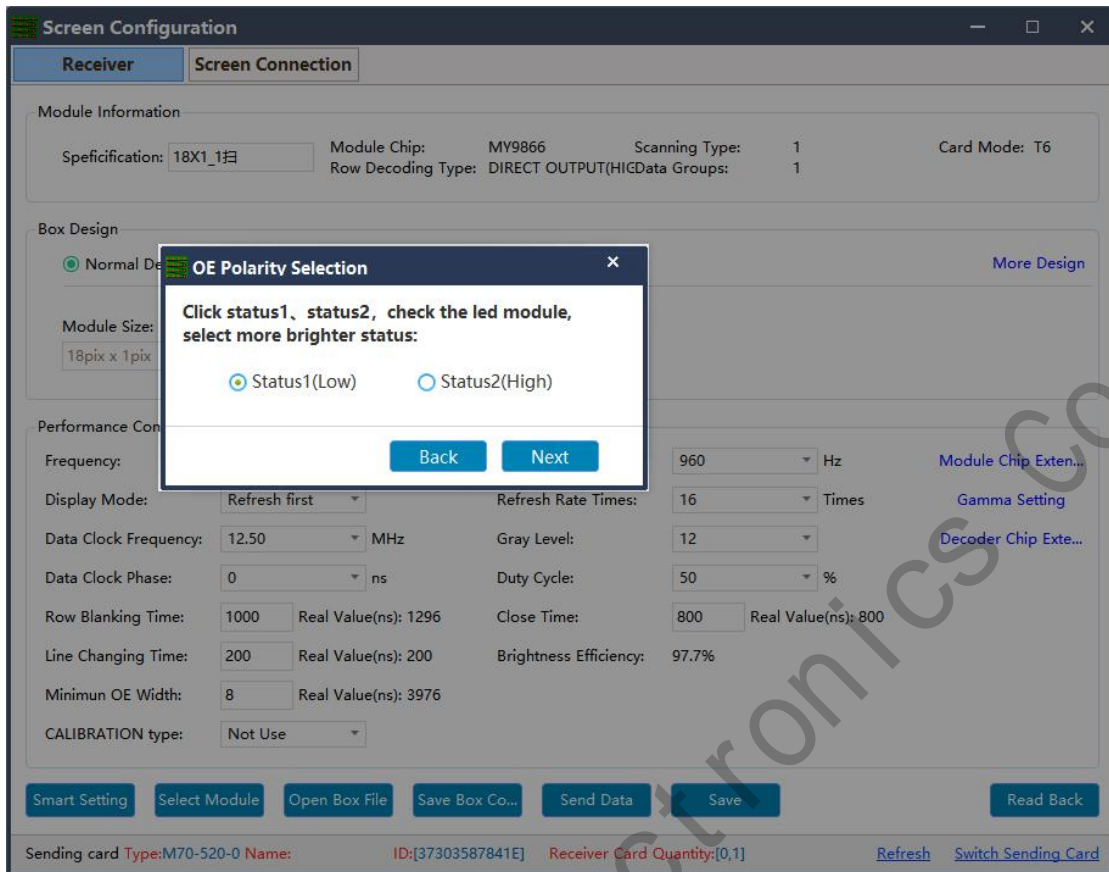 Screen Configuration
Receiver
Screen Connection
Module Information
Speficification: 18X1_1扫
Module Chip: MY9866 Scanning Type: 1 Card Mode: T6
Row Decoding Type: DIRECT OUTPUT(HIGData Groups: 1
Box Design
Normal De
More Design
OE Polarity Selection
Click status1、status2，check the led module,
select more brighter status:
Status1(Low) Status2(High)
Back Next
Module Size:
18pix x 1pix
Performance Con
Frequency: 960 Hz Module Chip Exten...
Display Mode: Refresh first Refresh Rate Times: 16 Times Gamma Setting
Data Clock Frequency: 12.50 MHz Gray Level: 12 Decoder Chip Exte...
Data Clock Phase: 0 ns Duty Cycle: 50 %
Row Blanking Time: 1000 Real Value(ns): 1296 Close Time: 800 Real Value(ns): 800
Line Changing Time: 200 Real Value(ns): 200 Brightness Efficiency: 97.7%
Minimun OE Width: 8 Real Value(ns): 3976
CALIBRATION type: Not Use
Smart Setting Select Module Open Box File Save Box Co... Send Data Save Read Back
Sending card Type:M70-520-0 Name: ID:[37303587841E] Receiver Card Quantity:[0,1] Refresh Switch Sending Card